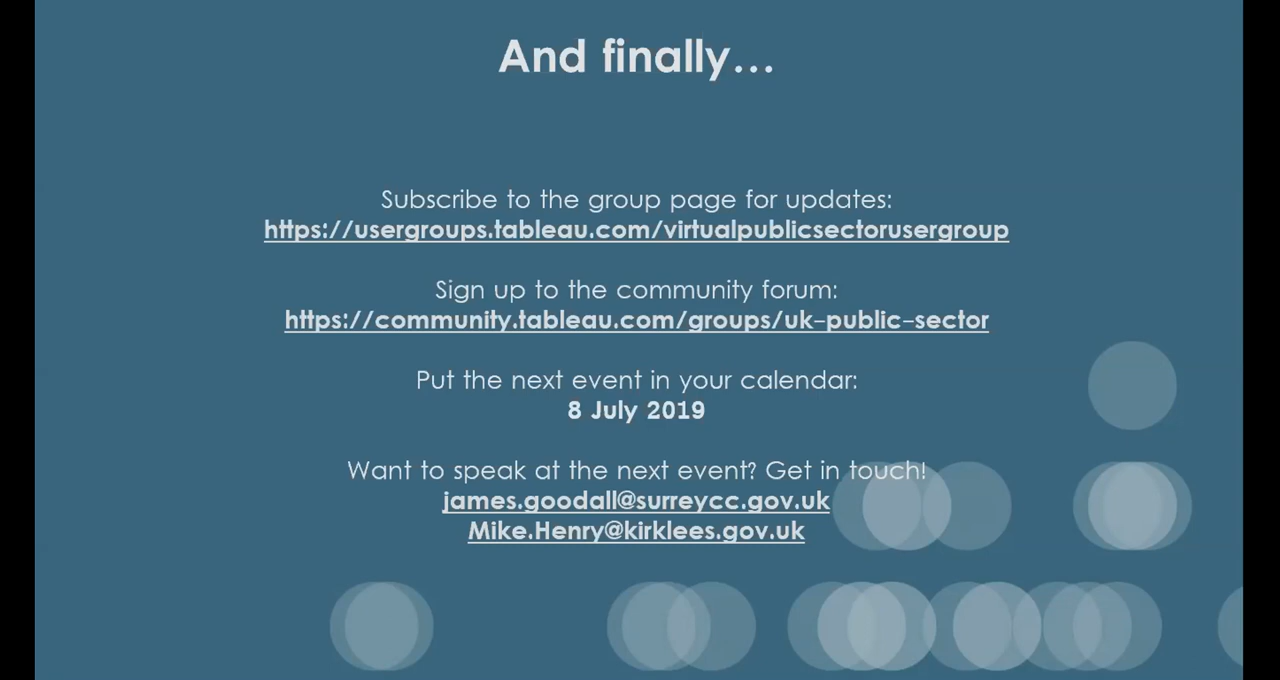 And finally…
Subscribe to the group page for updates:
https://usergroups.tableau.com/virtualpublicsectorusergroup
Sign up to the community forum:
https://community.tableau.com/groups/uk-public-sector
Put the next event in your calendar:
8 July 2019
Want to speak at the next event? Get in touch!
james.goodall@surreycc.gov.uk
Mike.Henry@kirklees.gov.uk